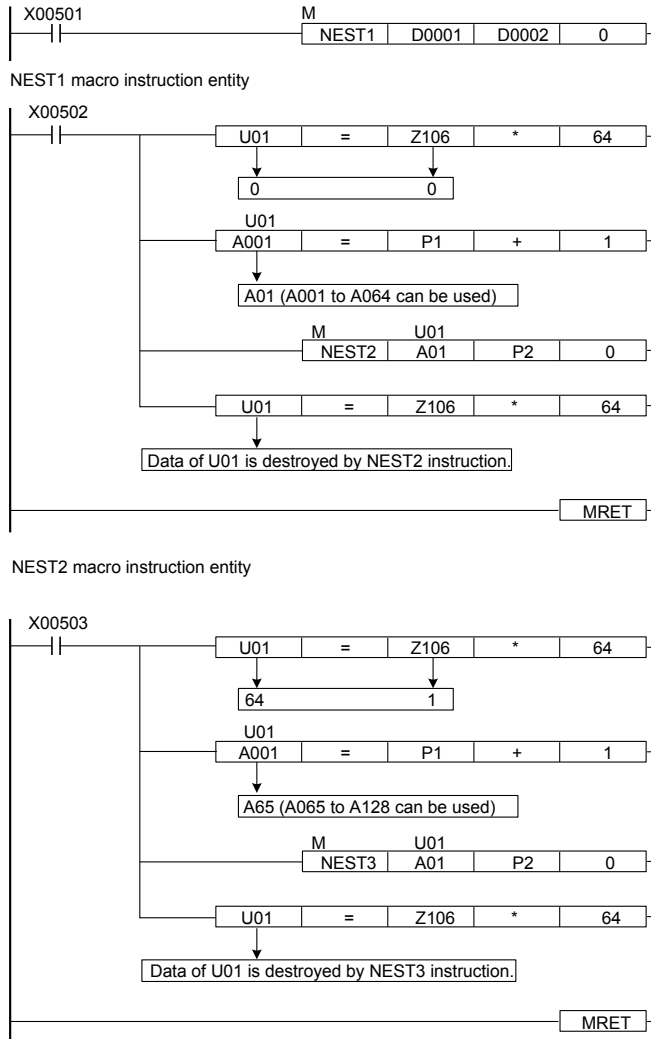 X00501
M
NEST1 D0001 D0002 0
NEST1 macro instruction entity
X00502
U01 = Z106 * 64
0 0
U01
A001 = P1 + 1
A01 (A001 to A064 can be used)
M U01
NEST2 A01 P2 0
U01 = Z106 * 64
Data of U01 is destroyed by NEST2 instruction.
MRET
NEST2 macro instruction entity
X00503
U01 = Z106 * 64
64 1
U01
A001 = P1 + 1
A65 (A065 to A128 can be used)
M U01
NEST3 A01 P2 0
U01 = Z106 * 64
Data of U01 is destroyed by NEST3 instruction.
MRET